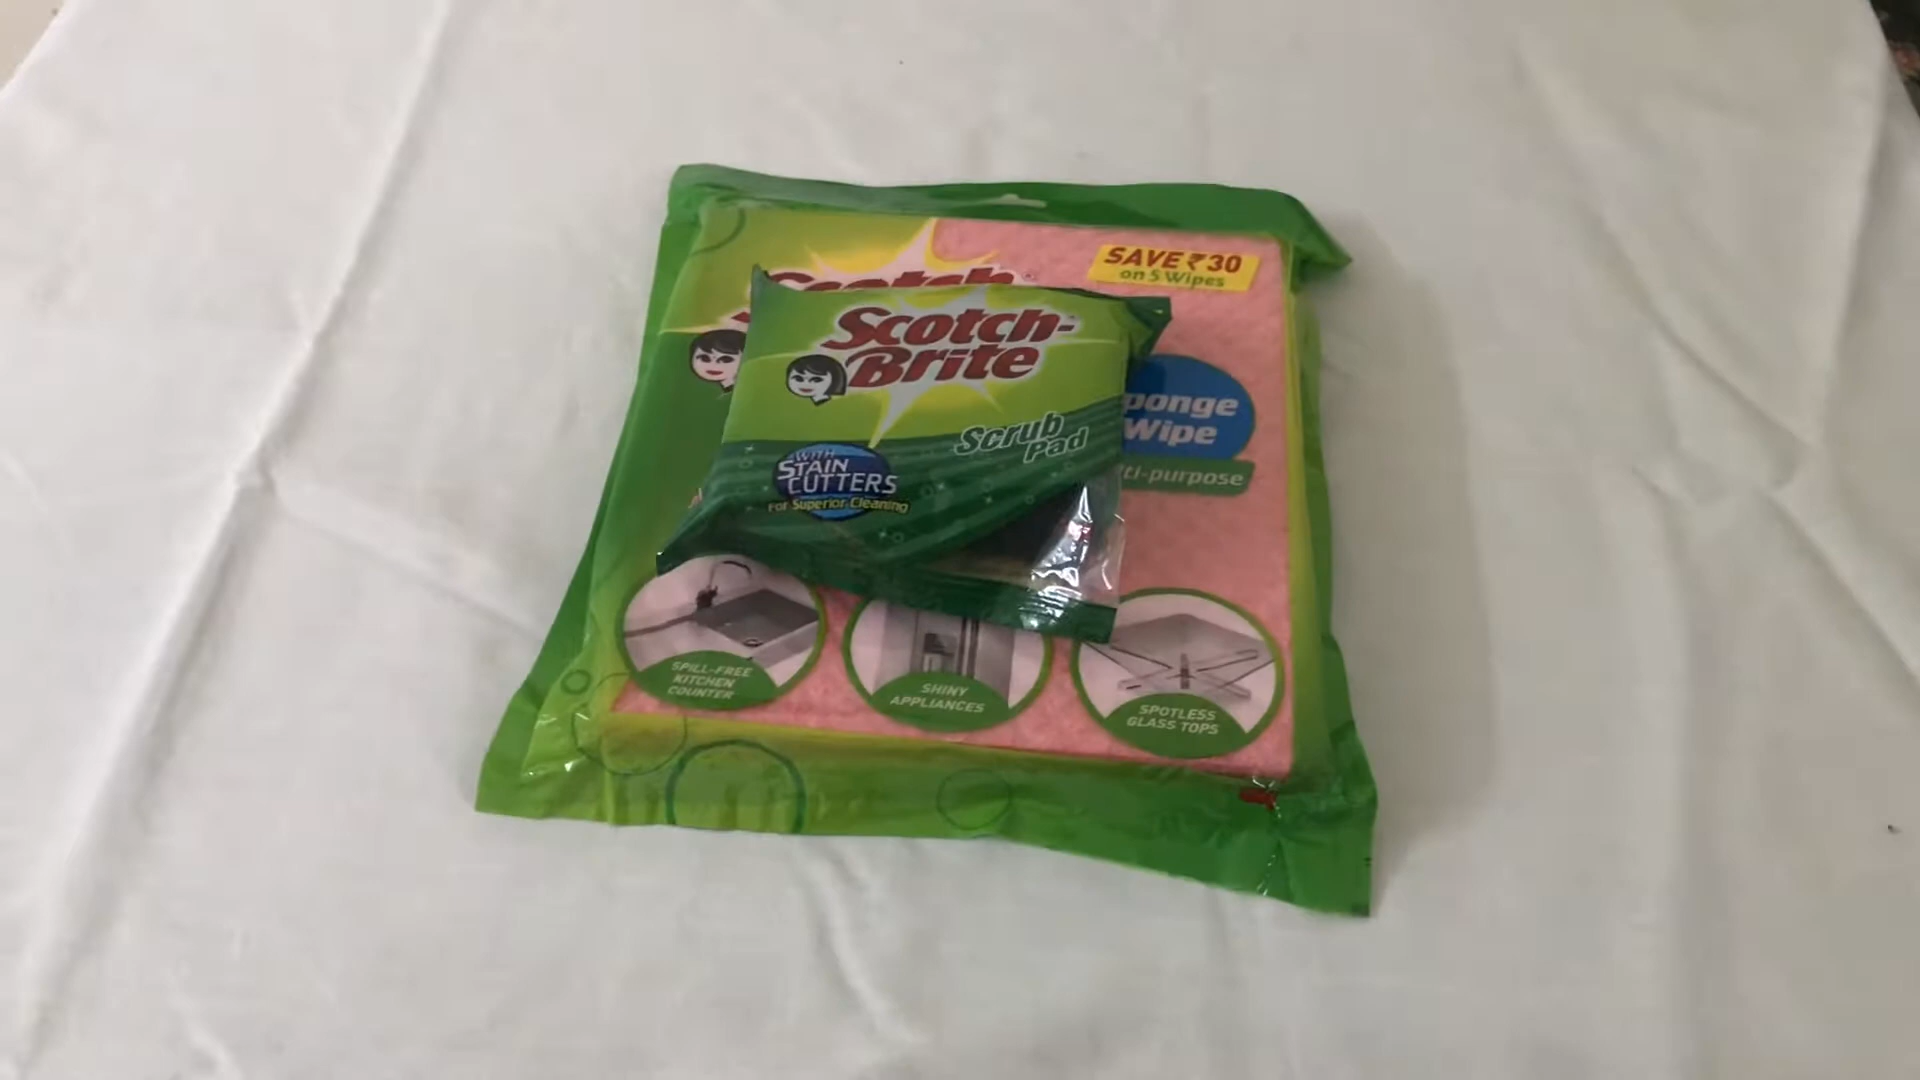 SAVE ₹30
on 5 Wipes
Scotch
Scotch-
Brite
Scrub
Pad
WITH
STAIN
CUTTERS
For Superior Cleaning
ponge
Wipe
ti-purpose
SPILL-FREE
KITCHEN
COUNTER
SHINY
APPLIANCES
SPOTLESS
GLASS TOPS